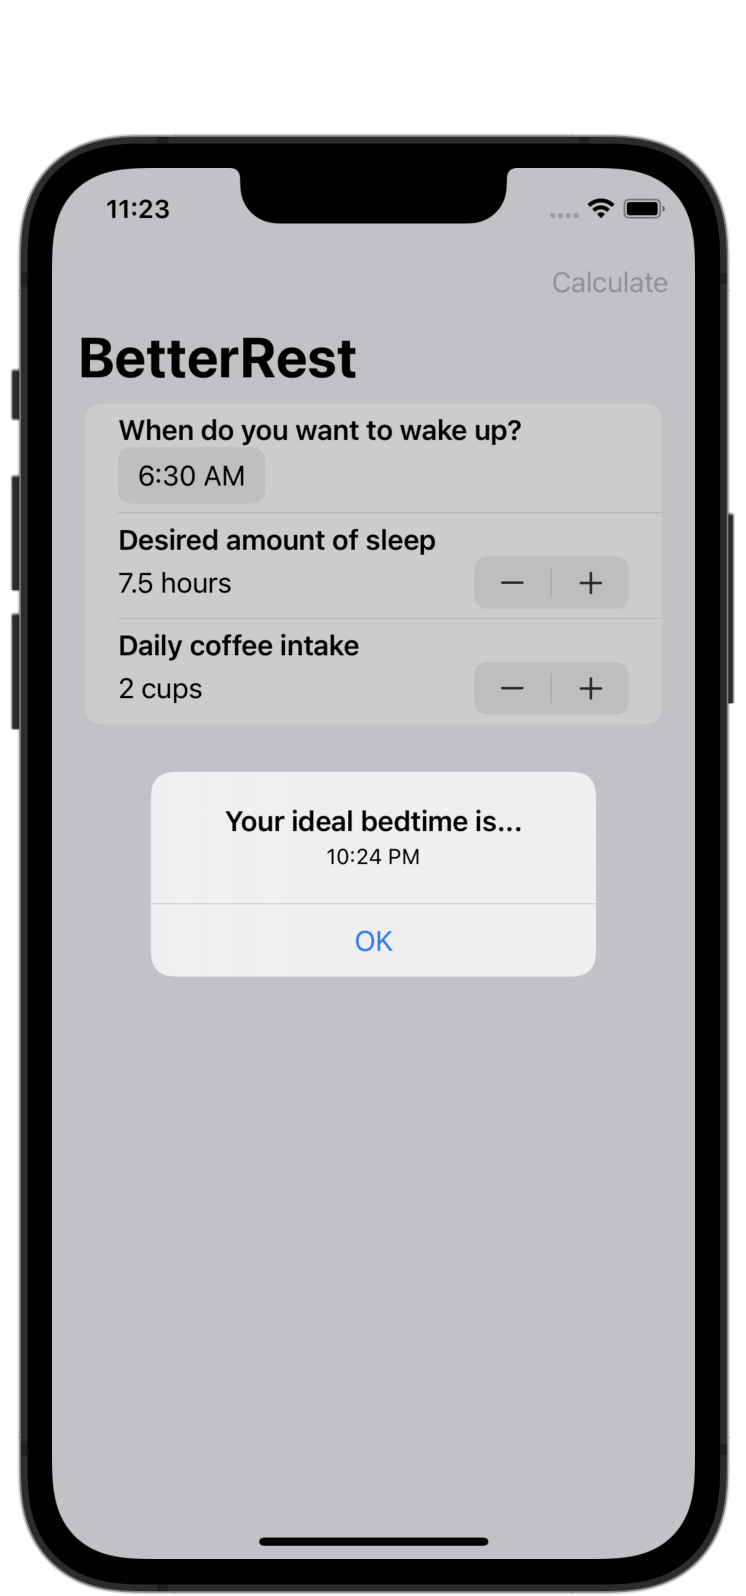 11:23
Calculate
BetterRest
When do you want to wake up?
6:30 AM
Desired amount of sleep
7.5 hours
Daily coffee intake
2 cups
Your ideal bedtime is...
10:24 PM
OK